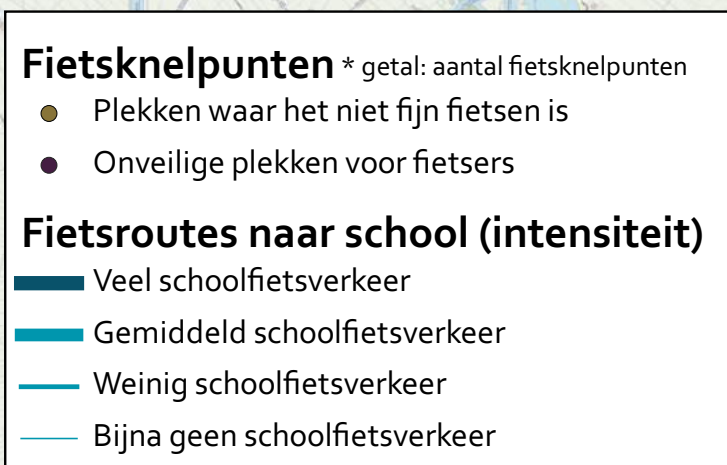 Fietsknelpunten * getal: aantal fietsknelpunten
Plekken waar het niet fijn fietsen is
Onveilige plekken voor fietsers
Fietsroutes naar school (intensiteit)
Veel schoolfietsverkeer
Gemiddeld schoolfietsverkeer
Weinig schoolfietsverkeer
Bijna geen schoolfietsverkeer